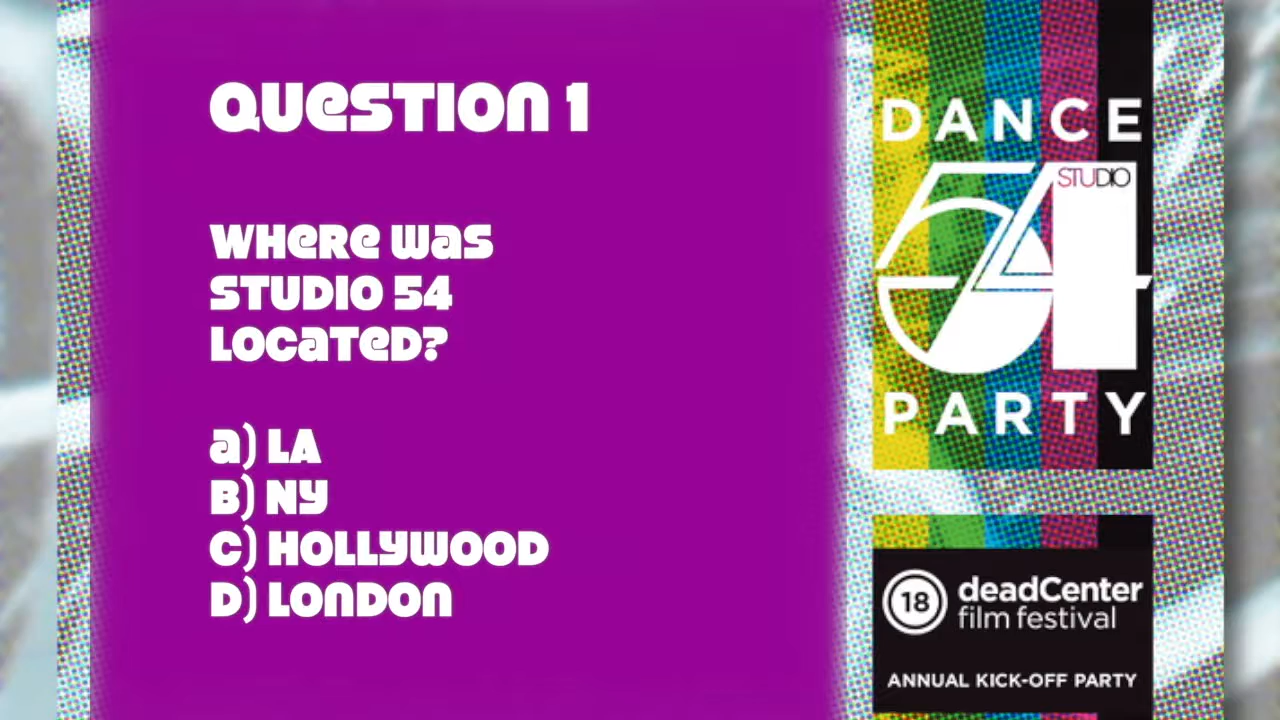 QUESTION 1
WHERE WAS
STUDIO 54
LOCATED?
a) LA
B) NY
C) HOLLYWOOD
D) LONDON
DANCE
54
STUDIO
PARTY
18
deadCenter
film festival
ANNUAL KICK-OFF PARTY